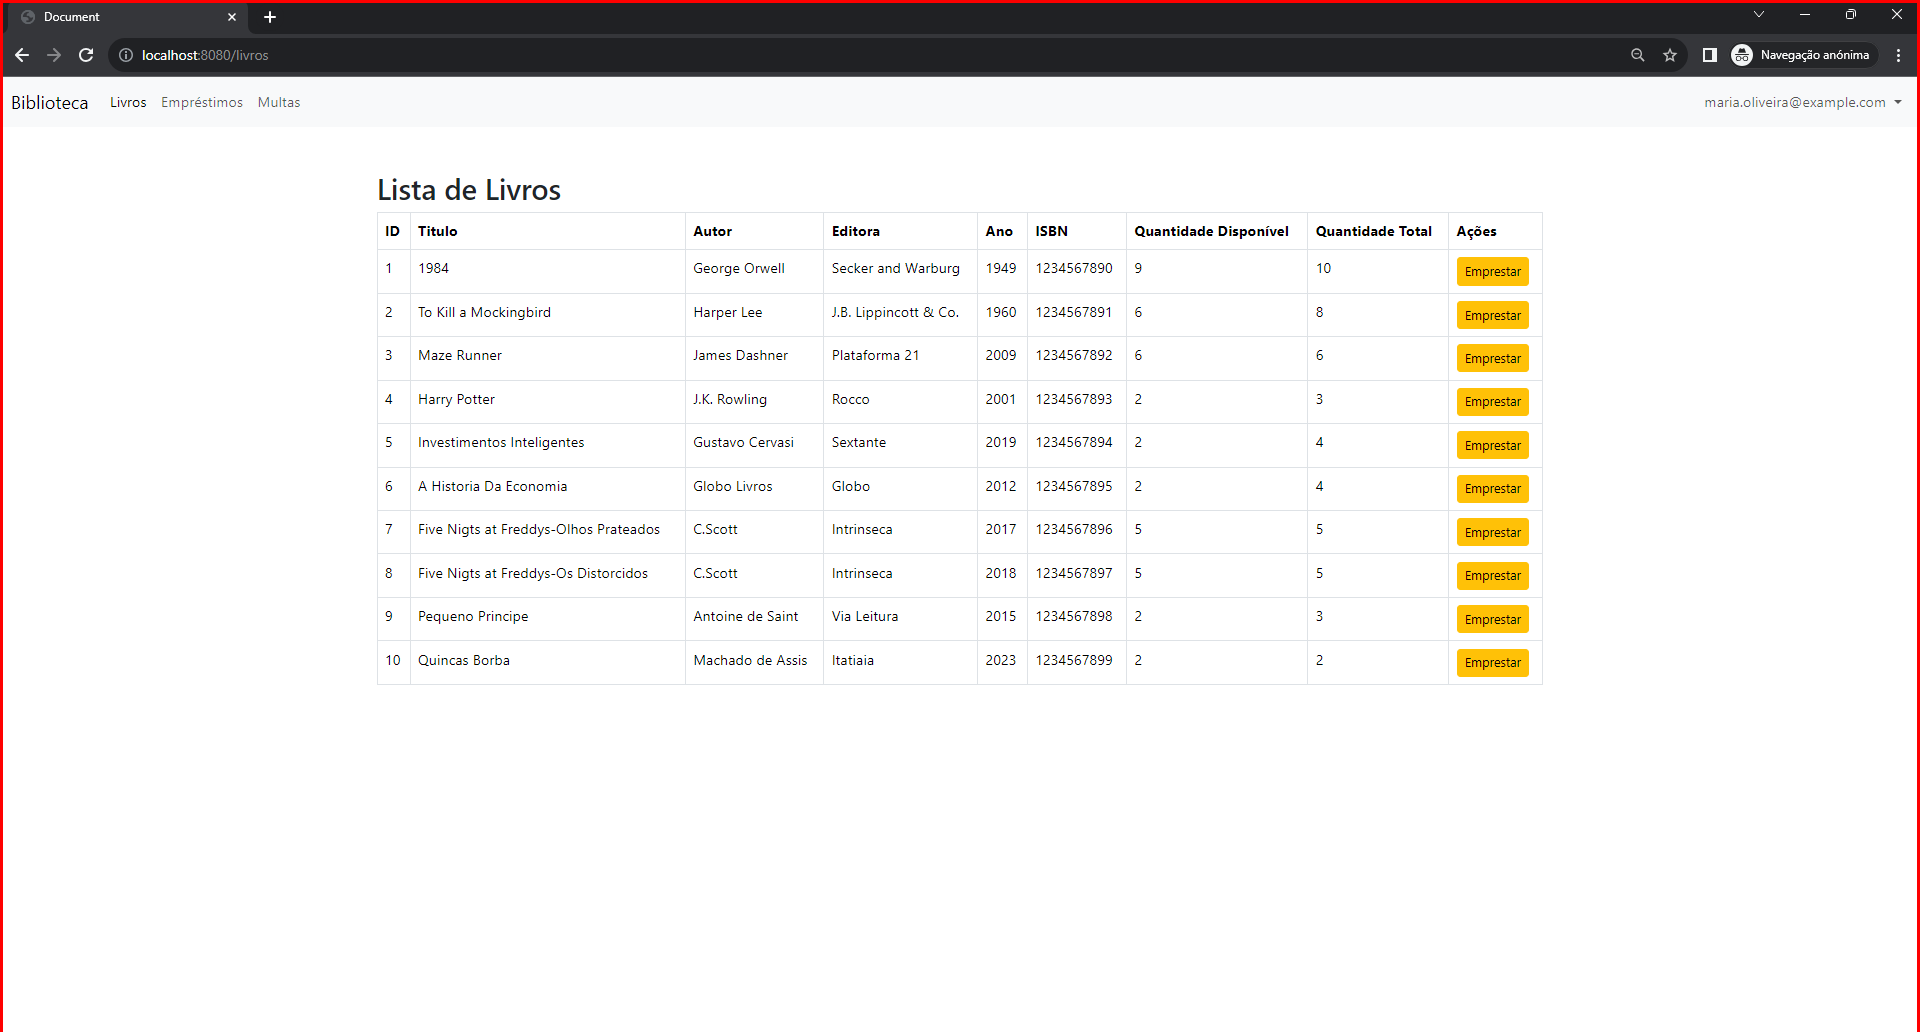 Document
localhost:8080/livros
Navegação anónima
Biblioteca Livros Empréstimos Multas maria.oliveira@example.com
Lista de Livros
ID Titulo Autor Editora Ano ISBN Quantidade Disponível Quantidade Total Ações
1 1984 George Orwell Secker and Warburg 1949 1234567890 9 10 Emprestar
2 To Kill a Mockingbird Harper Lee J.B. Lippincott & Co. 1960 1234567891 6 8 Emprestar
3 Maze Runner James Dashner Plataforma 21 2009 1234567892 6 6 Emprestar
4 Harry Potter J.K. Rowling Rocco 2001 1234567893 2 3 Emprestar
5 Investimentos Inteligentes Gustavo Cervasi Sextante 2019 1234567894 2 4 Emprestar
6 A Historia Da Economia Globo Livros Globo 2012 1234567895 2 4 Emprestar
7 Five Nigts at Freddys-Olhos Prateados C.Scott Intrinseca 2017 1234567896 5 5 Emprestar
8 Five Nigts at Freddys-Os Distorcidos C.Scott Intrinseca 2018 1234567897 5 5 Emprestar
9 Pequeno Principe Antoine de Saint Via Leitura 2015 1234567898 2 3 Emprestar
10 Quincas Borba Machado de Assis Itatiaia 2023 1234567899 2 2 Emprestar